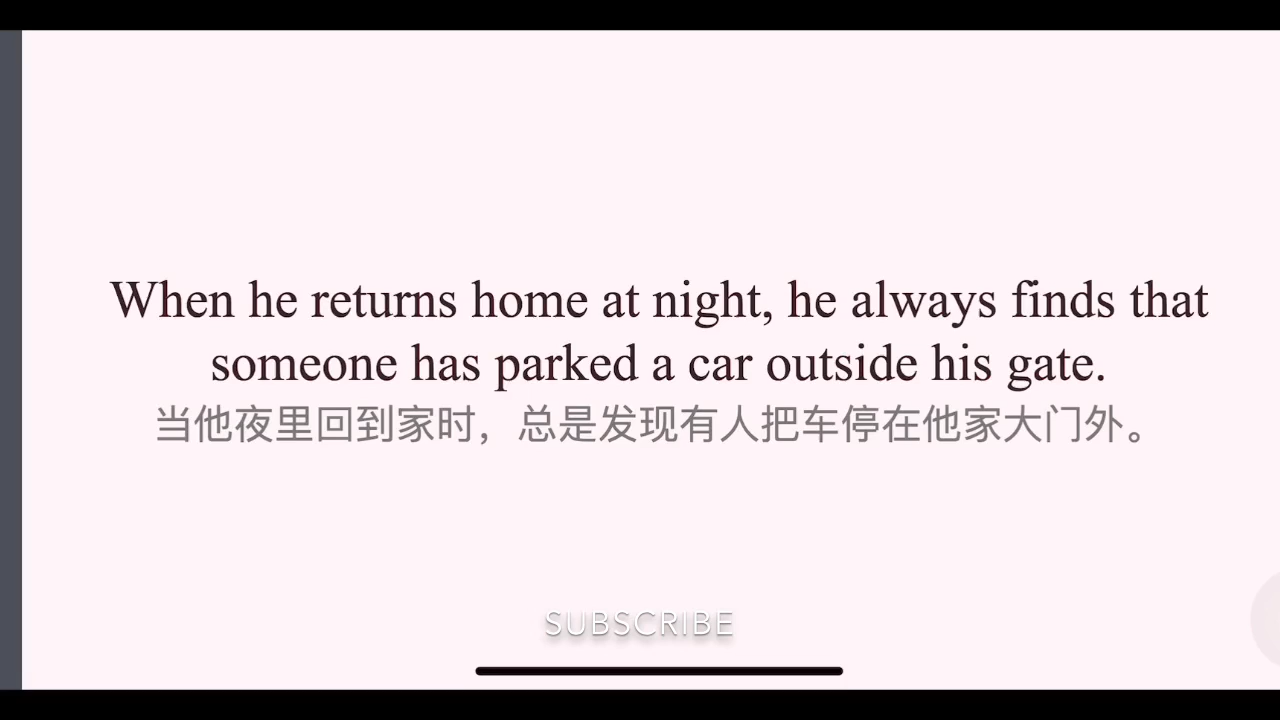 When he returns home at night, he always finds that
someone has parked a car outside his gate.
当他夜里回到家时，总是发现有人把车停在他家大门外。
SUBSCRIBE